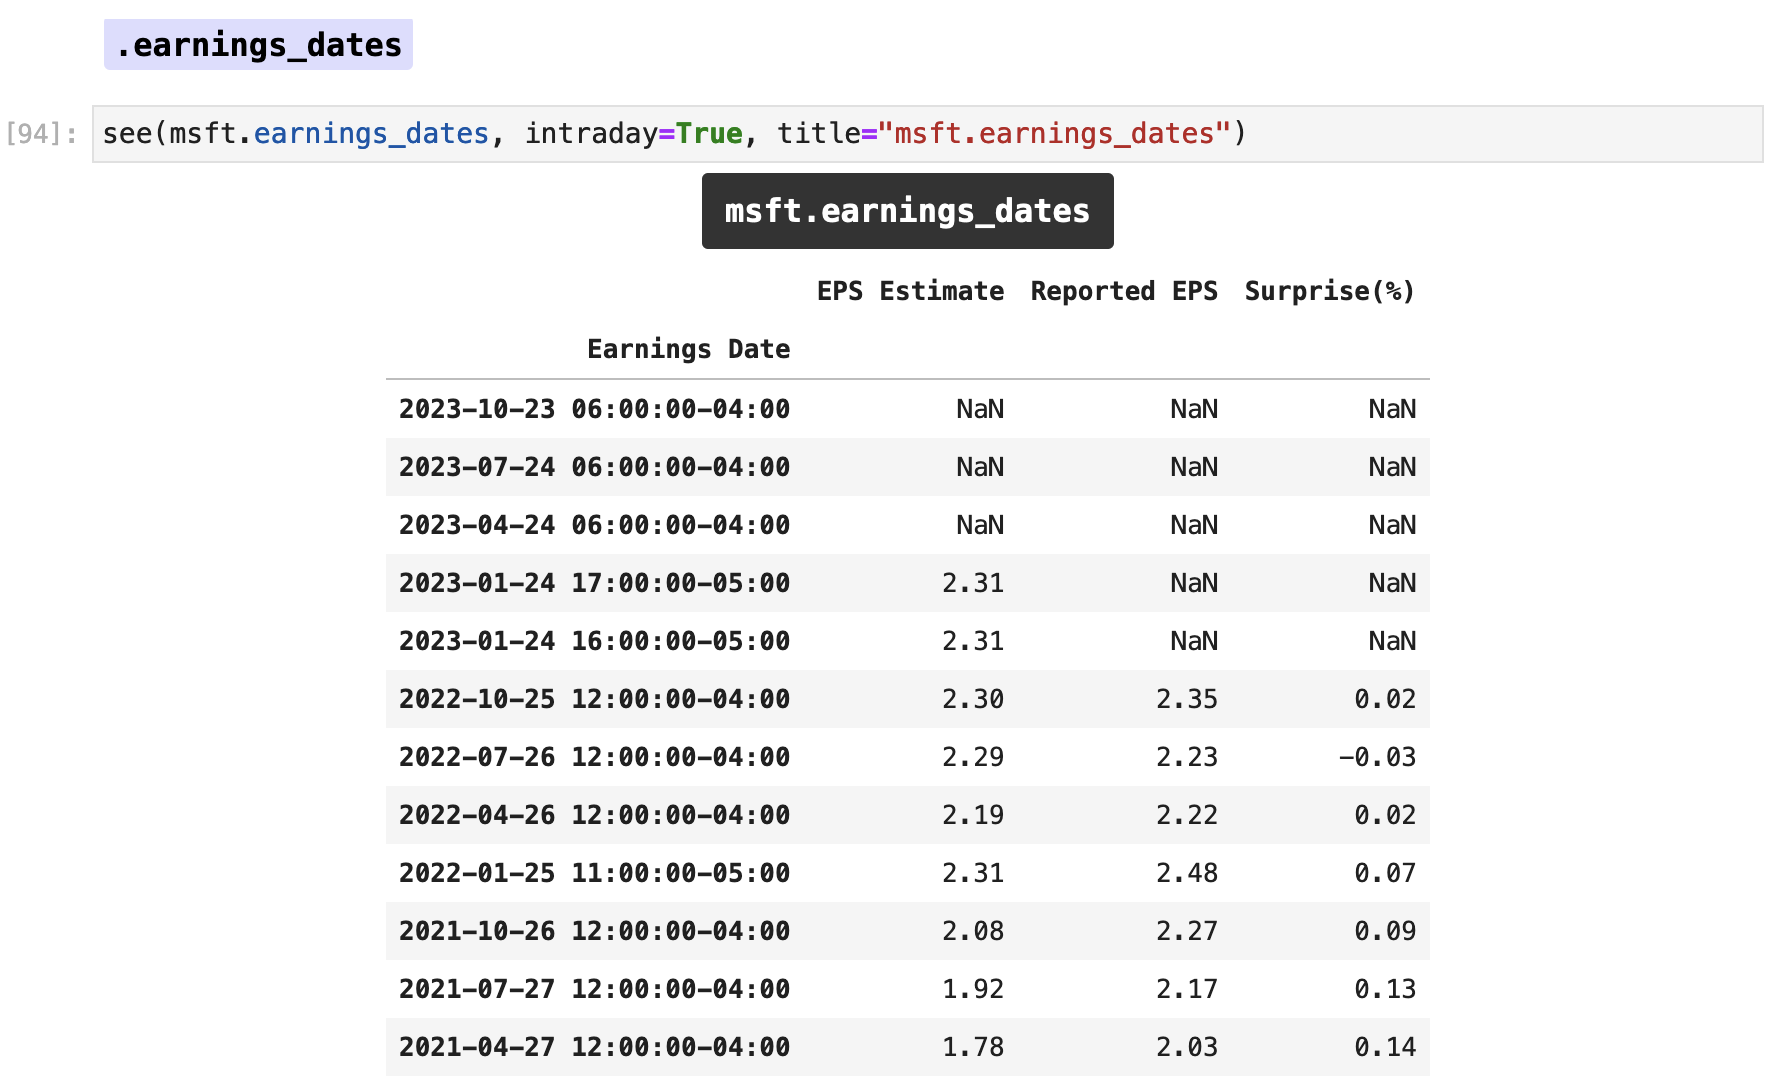 .earnings_dates
[94]: see(msft.earnings_dates, intraday=True, title="msft.earnings_dates")
msft.earnings_dates
EPS Estimate Reported EPS Surprise(%)
Earnings Date
2023-10-23 06:00:00-04:00 NaN NaN NaN
2023-07-24 06:00:00-04:00 NaN NaN NaN
2023-04-24 06:00:00-04:00 NaN NaN NaN
2023-01-24 17:00:00-05:00 2.31 NaN NaN
2023-01-24 16:00:00-05:00 2.31 NaN NaN
2022-10-25 12:00:00-04:00 2.30 2.35 0.02
2022-07-26 12:00:00-04:00 2.29 2.23 -0.03
2022-04-26 12:00:00-04:00 2.19 2.22 0.02
2022-01-25 11:00:00-05:00 2.31 2.48 0.07
2021-10-26 12:00:00-04:00 2.08 2.27 0.09
2021-07-27 12:00:00-04:00 1.92 2.17 0.13
2021-04-27 12:00:00-04:00 1.78 2.03 0.14